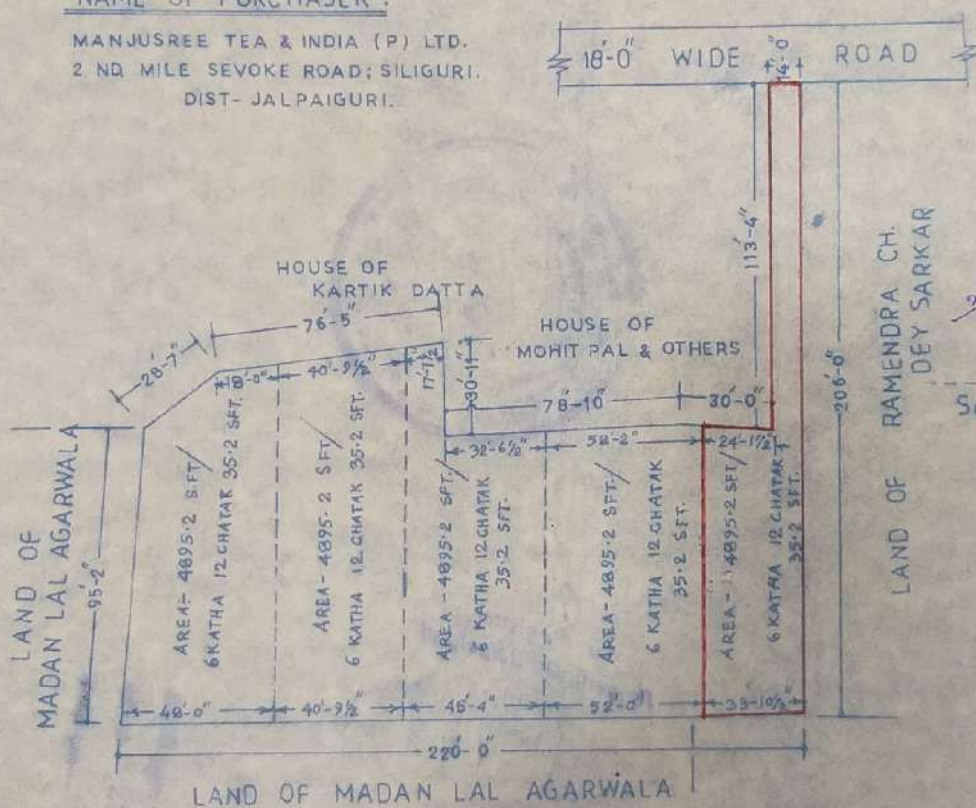 NAME OF PURCHASER :
MANJUSREE TEA & INDIA (P) LTD.
2 ND MILE SEVOKE ROAD; SILIGURI.
DIST- JALPAIGURI.
18'-0" WIDE ROAD
14'-0"
113'-4"
206'-0"
LAND OF RAMENDRA CH.
DEY SARKAR
S
HOUSE OF
KARTIK DATTA
76'-5"
28'-7"
18'-0"
40'-9½"
17'-1½"
30'-11"
HOUSE OF
MOHIT PAL & OTHERS
78'-10"
30'-0"
32'-6½"
58'-2"
24'-1½"
LAND OF
MADAN LAL AGARWALA
95'-2"
AREA- 4895.2 SFT/
6 KATHA 12 CHATAK 35.2 SFT.
AREA- 4895.2 SFT/
6 KATHA 12 CHATAK 35.2 SFT.
AREA - 4895.2 SFT/
6 KATHA 12 CHATAK
35.2 SFT.
AREA- 4895.2 SFT/
6 KATHA 12 CHATAK
35.2 SFT.
AREA- 4895.2 SFT/
6 KATHA 12 CHATAK
35.2 SFT.
48'-0"
40'-9½"
45'-4"
52'-0"
33'-10½"
220'-0"
LAND OF MADAN LAL AGARWALA